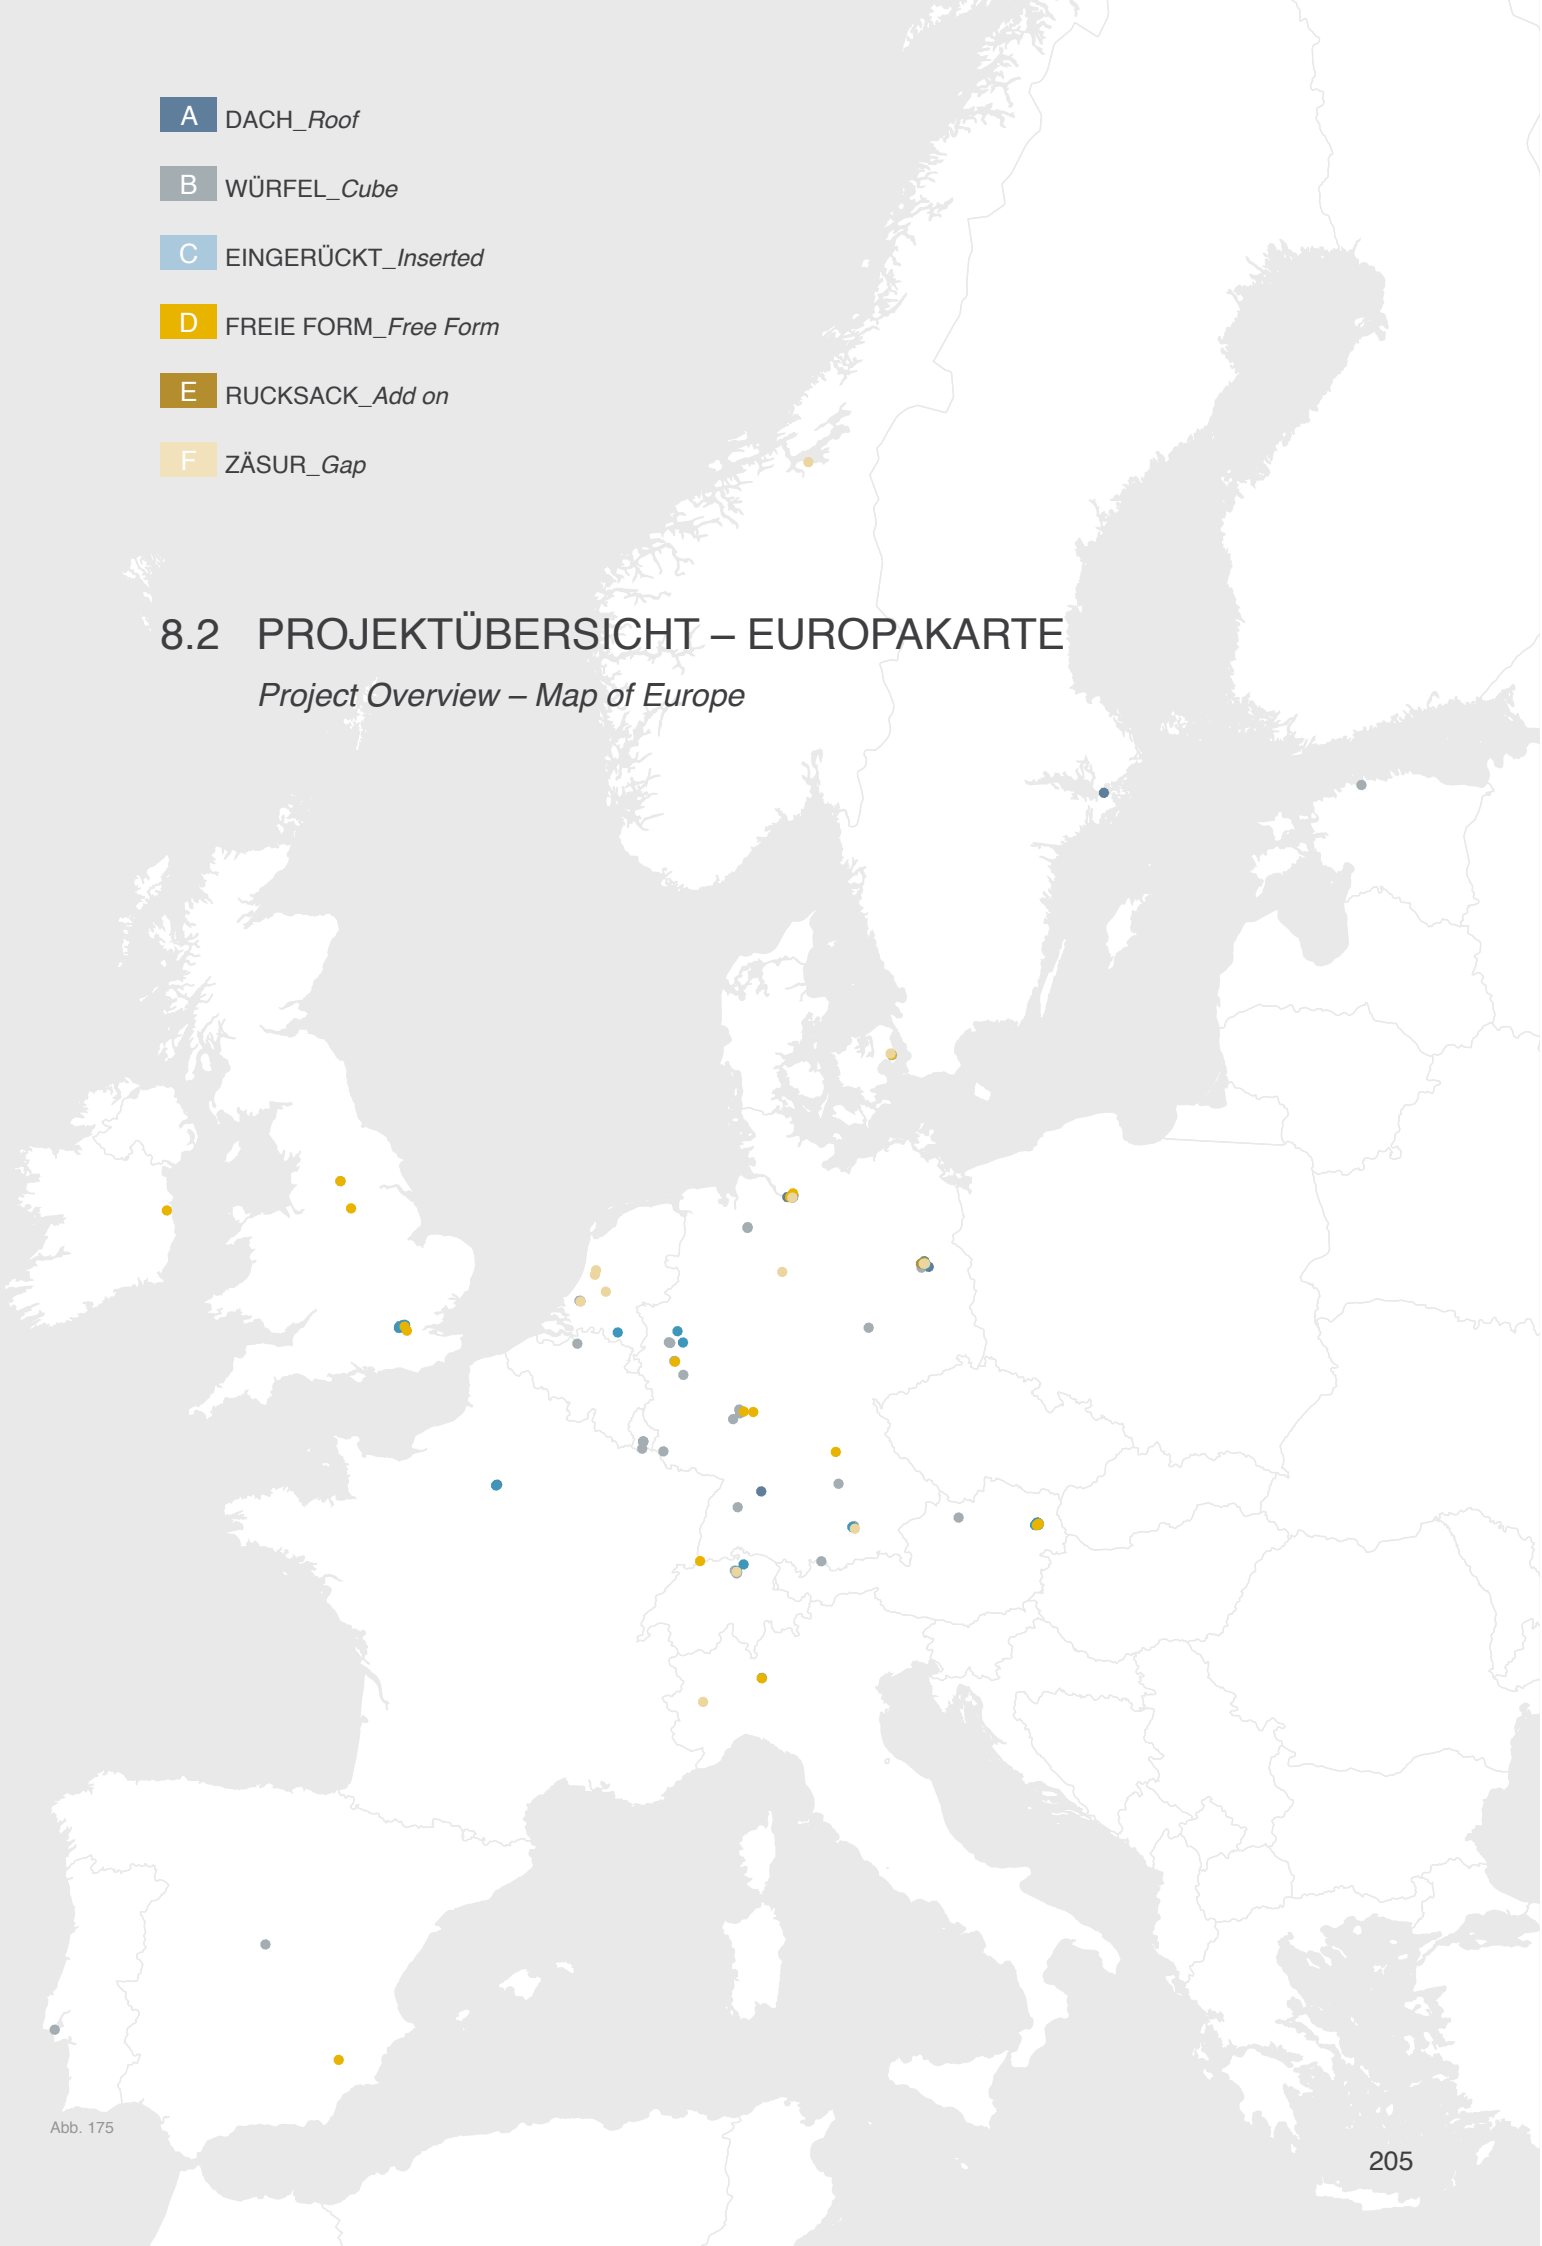 A DACH_Roof
B WÜRFEL_Cube
C EINGERÜCKT_Inserted
D FREIE FORM_Free Form
E RUCKSACK_Add on
F ZÄSUR_Gap
8.2 PROJEKTÜBERSICHT – EUROPAKARTE
Project Overview – Map of Europe
Abb. 175
205